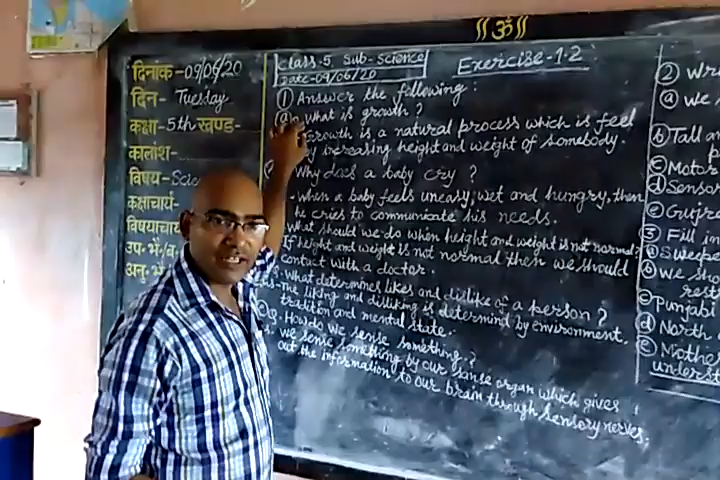 ॥ॐ॥
दिनांक-09/06/20
दिन- Tuesday
कक्षा-5th खण्ड-
कालांश-
विषय-Scie
कक्षाचार्य-
विषयाचार्य
उप.भै./ब.
अनु.भै
Class-5 Sub-Science
Date-09/06/20
Exercise-1.2
① Answer the following:
(a) What is growth?
Growth is a natural process which is feel
by increasing height and weight of somebody.
Why does a baby cry?
When a baby feels uneasy, wet and hungry, then
he cries to communicate his needs.
What should we do when height and weight is not normal?
If height and weight is not normal then we should
contact with a doctor.
What determines likes and dislike of a person?
Ans-The liking and disliking is determind by environment,
tradition and mental state.
Q. How do we sense something?
we sense something by our sense organ which gives
out the information to our brain through sensory nerves.
② Wri
ⓐ We
ⓑ Tall a
ⓒ Motor
ⓓ Sensor
ⓔ Gujra
③ Fill in
ⓐ Sweepe
ⓑ We sho
rest
ⓒ Punjabi
ⓓ North
ⓔ Mothe
understa